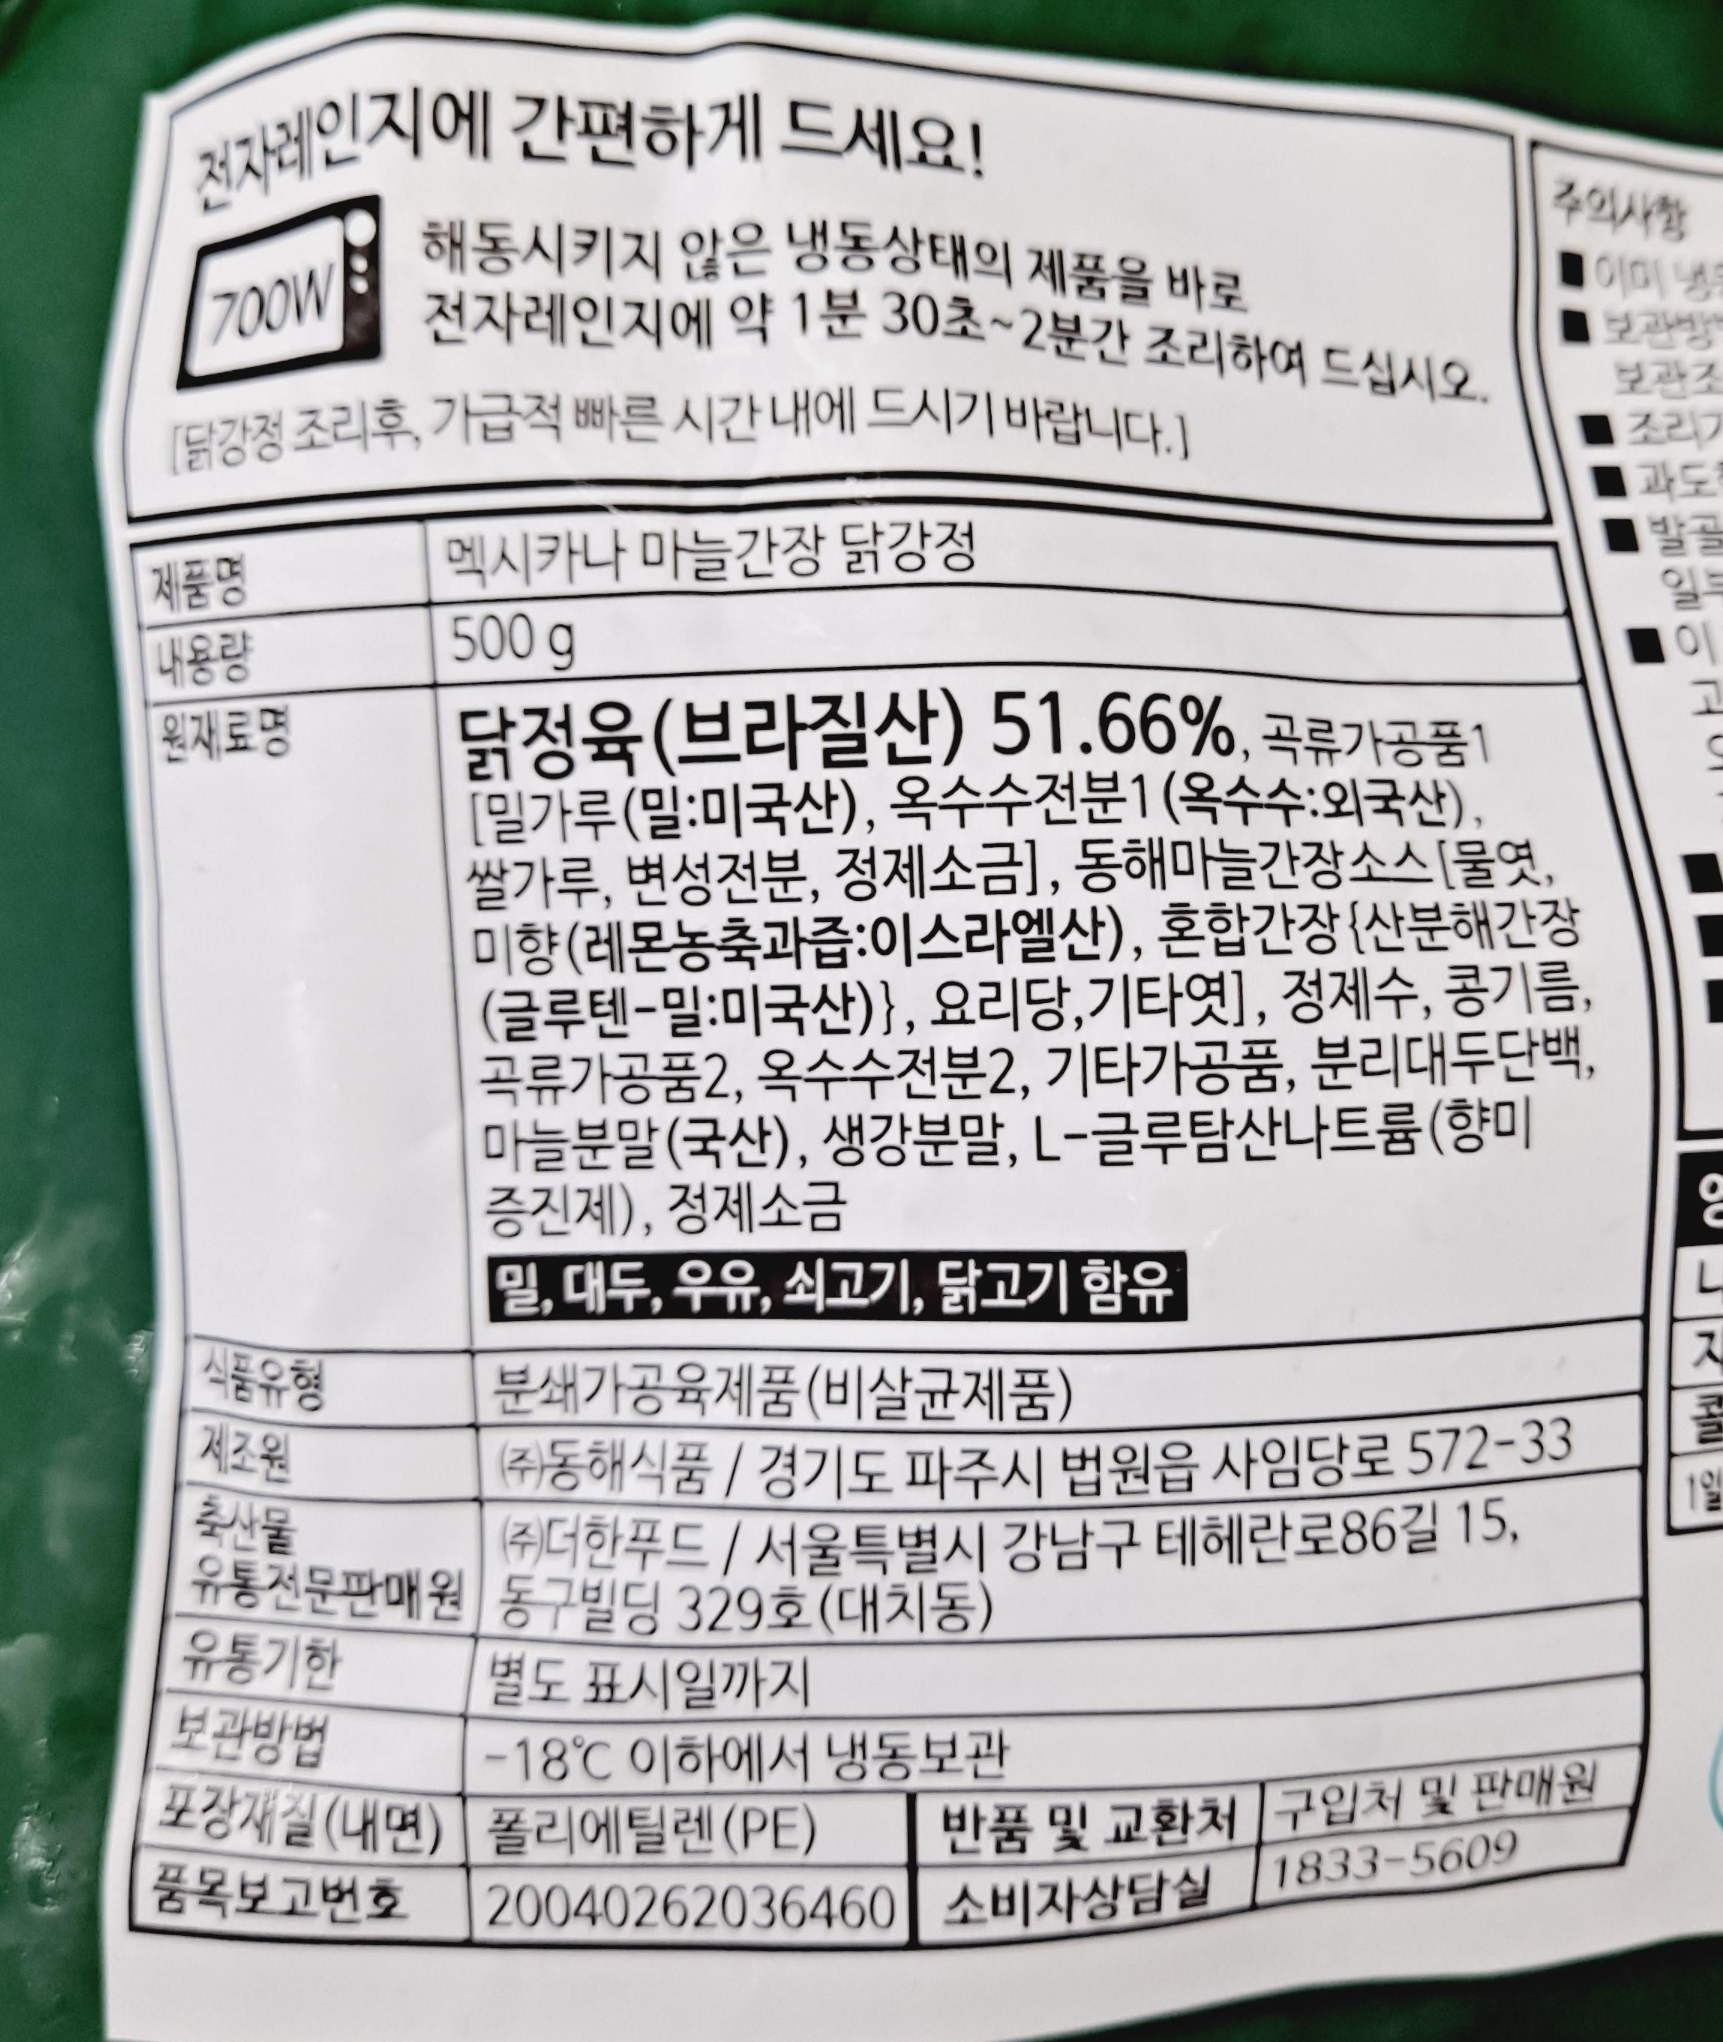 전자레인지에 간편하게 드세요!
700W
해동시키지 않은 냉동상태의 제품을 바로
전자레인지에 약 1분 30초~2분간 조리하여 드십시오.
[닭강정 조리후, 가급적 빠른 시간 내에 드시기 바랍니다.]
제품명 멕시카나 마늘간장 닭강정
내용량 500 g
원재료명 닭정육(브라질산) 51.66%, 곡류가공품1
[밀가루(밀:미국산), 옥수수전분1(옥수수:외국산),
쌀가루, 변성전분, 정제소금], 동해마늘간장소스[물엿,
미향(레몬농축과즙:이스라엘산), 혼합간장{산분해간장
(글루텐-밀:미국산)}, 요리당,기타엿], 정제수, 콩기름,
곡류가공품2, 옥수수전분2, 기타가공품, 분리대두단백,
마늘분말(국산), 생강분말, L-글루탐산나트륨(향미
증진제), 정제소금
밀, 대두, 우유, 쇠고기, 닭고기 함유
식품유형 분쇄가공육제품(비살균제품)
제조원 ㈜동해식품 / 경기도 파주시 법원읍 사임당로 572-33
축산물
유통전문판매원
㈜더한푸드 / 서울특별시 강남구 테헤란로86길 15,
동구빌딩 329호(대치동)
유통기한 별도 표시일까지
보관방법 -18℃ 이하에서 냉동보관
포장재질(내면) 폴리에틸렌(PE) 반품 및 교환처 구입처 및 판매원
품목보고번호 20040262036460 소비자상담실 1833-5609
주의사항
■ 이미
■
■
■
■
■ 이